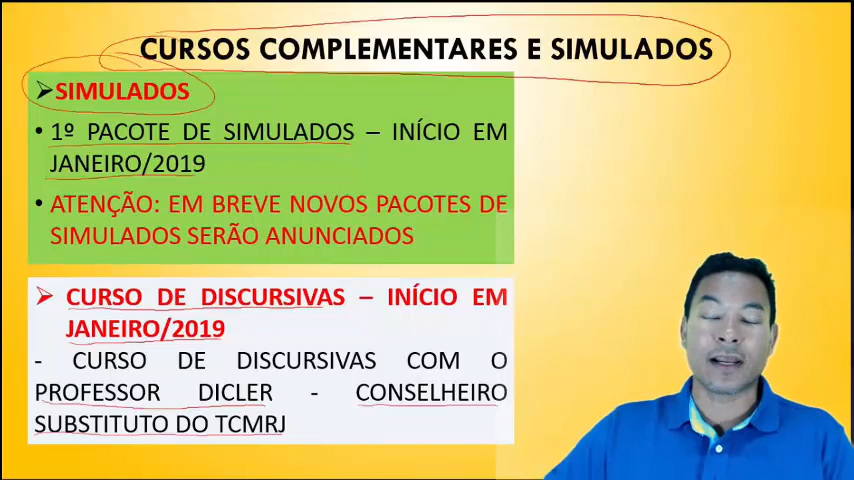 CURSOS COMPLEMENTARES E SIMULADOS
➢SIMULADOS
• 1º PACOTE DE SIMULADOS – INÍCIO EM
JANEIRO/2019
• ATENÇÃO: EM BREVE NOVOS PACOTES DE
SIMULADOS SERÃO ANUNCIADOS
➢ CURSO DE DISCURSIVAS – INÍCIO EM
JANEIRO/2019
- CURSO DE DISCURSIVAS COM O
PROFESSOR DICLER - CONSELHEIRO
SUBSTITUTO DO TCMRJ